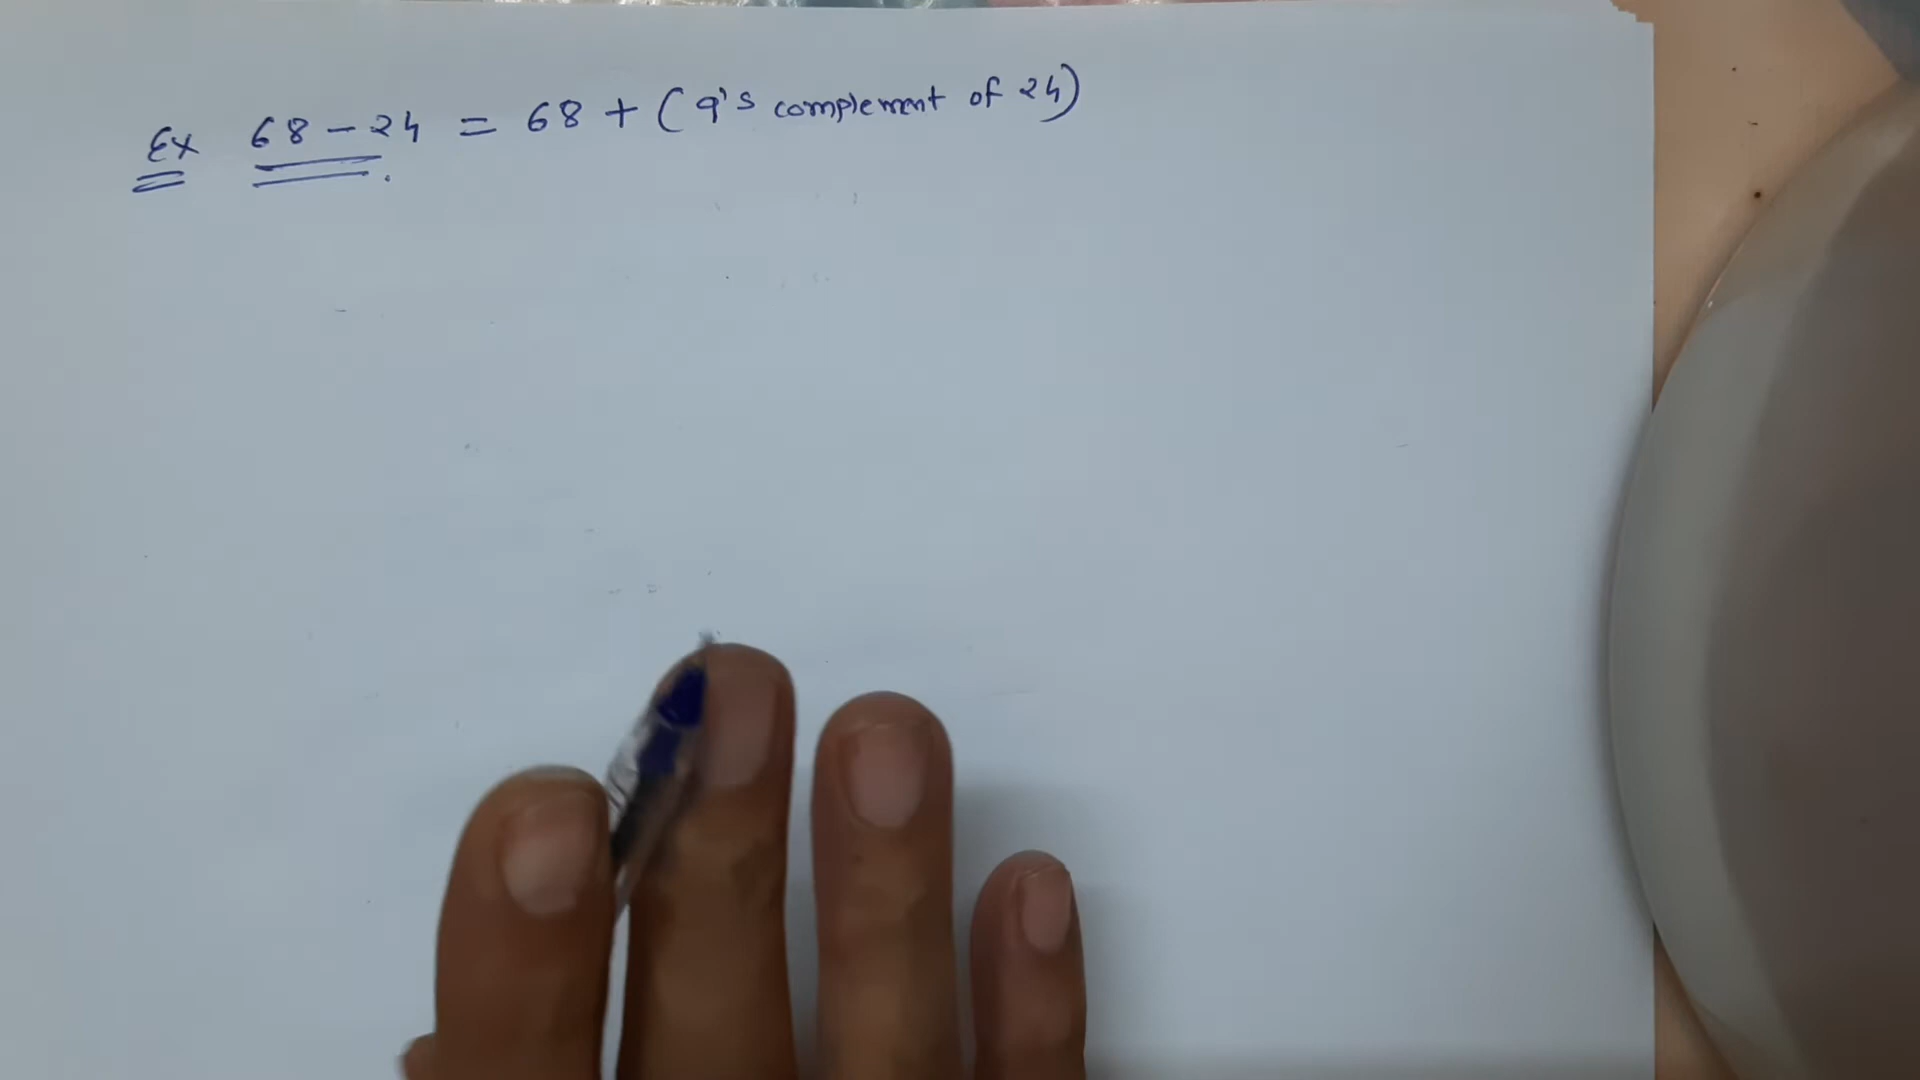 Ex 68 - 24 = 68 + ( 9's complement of 24)